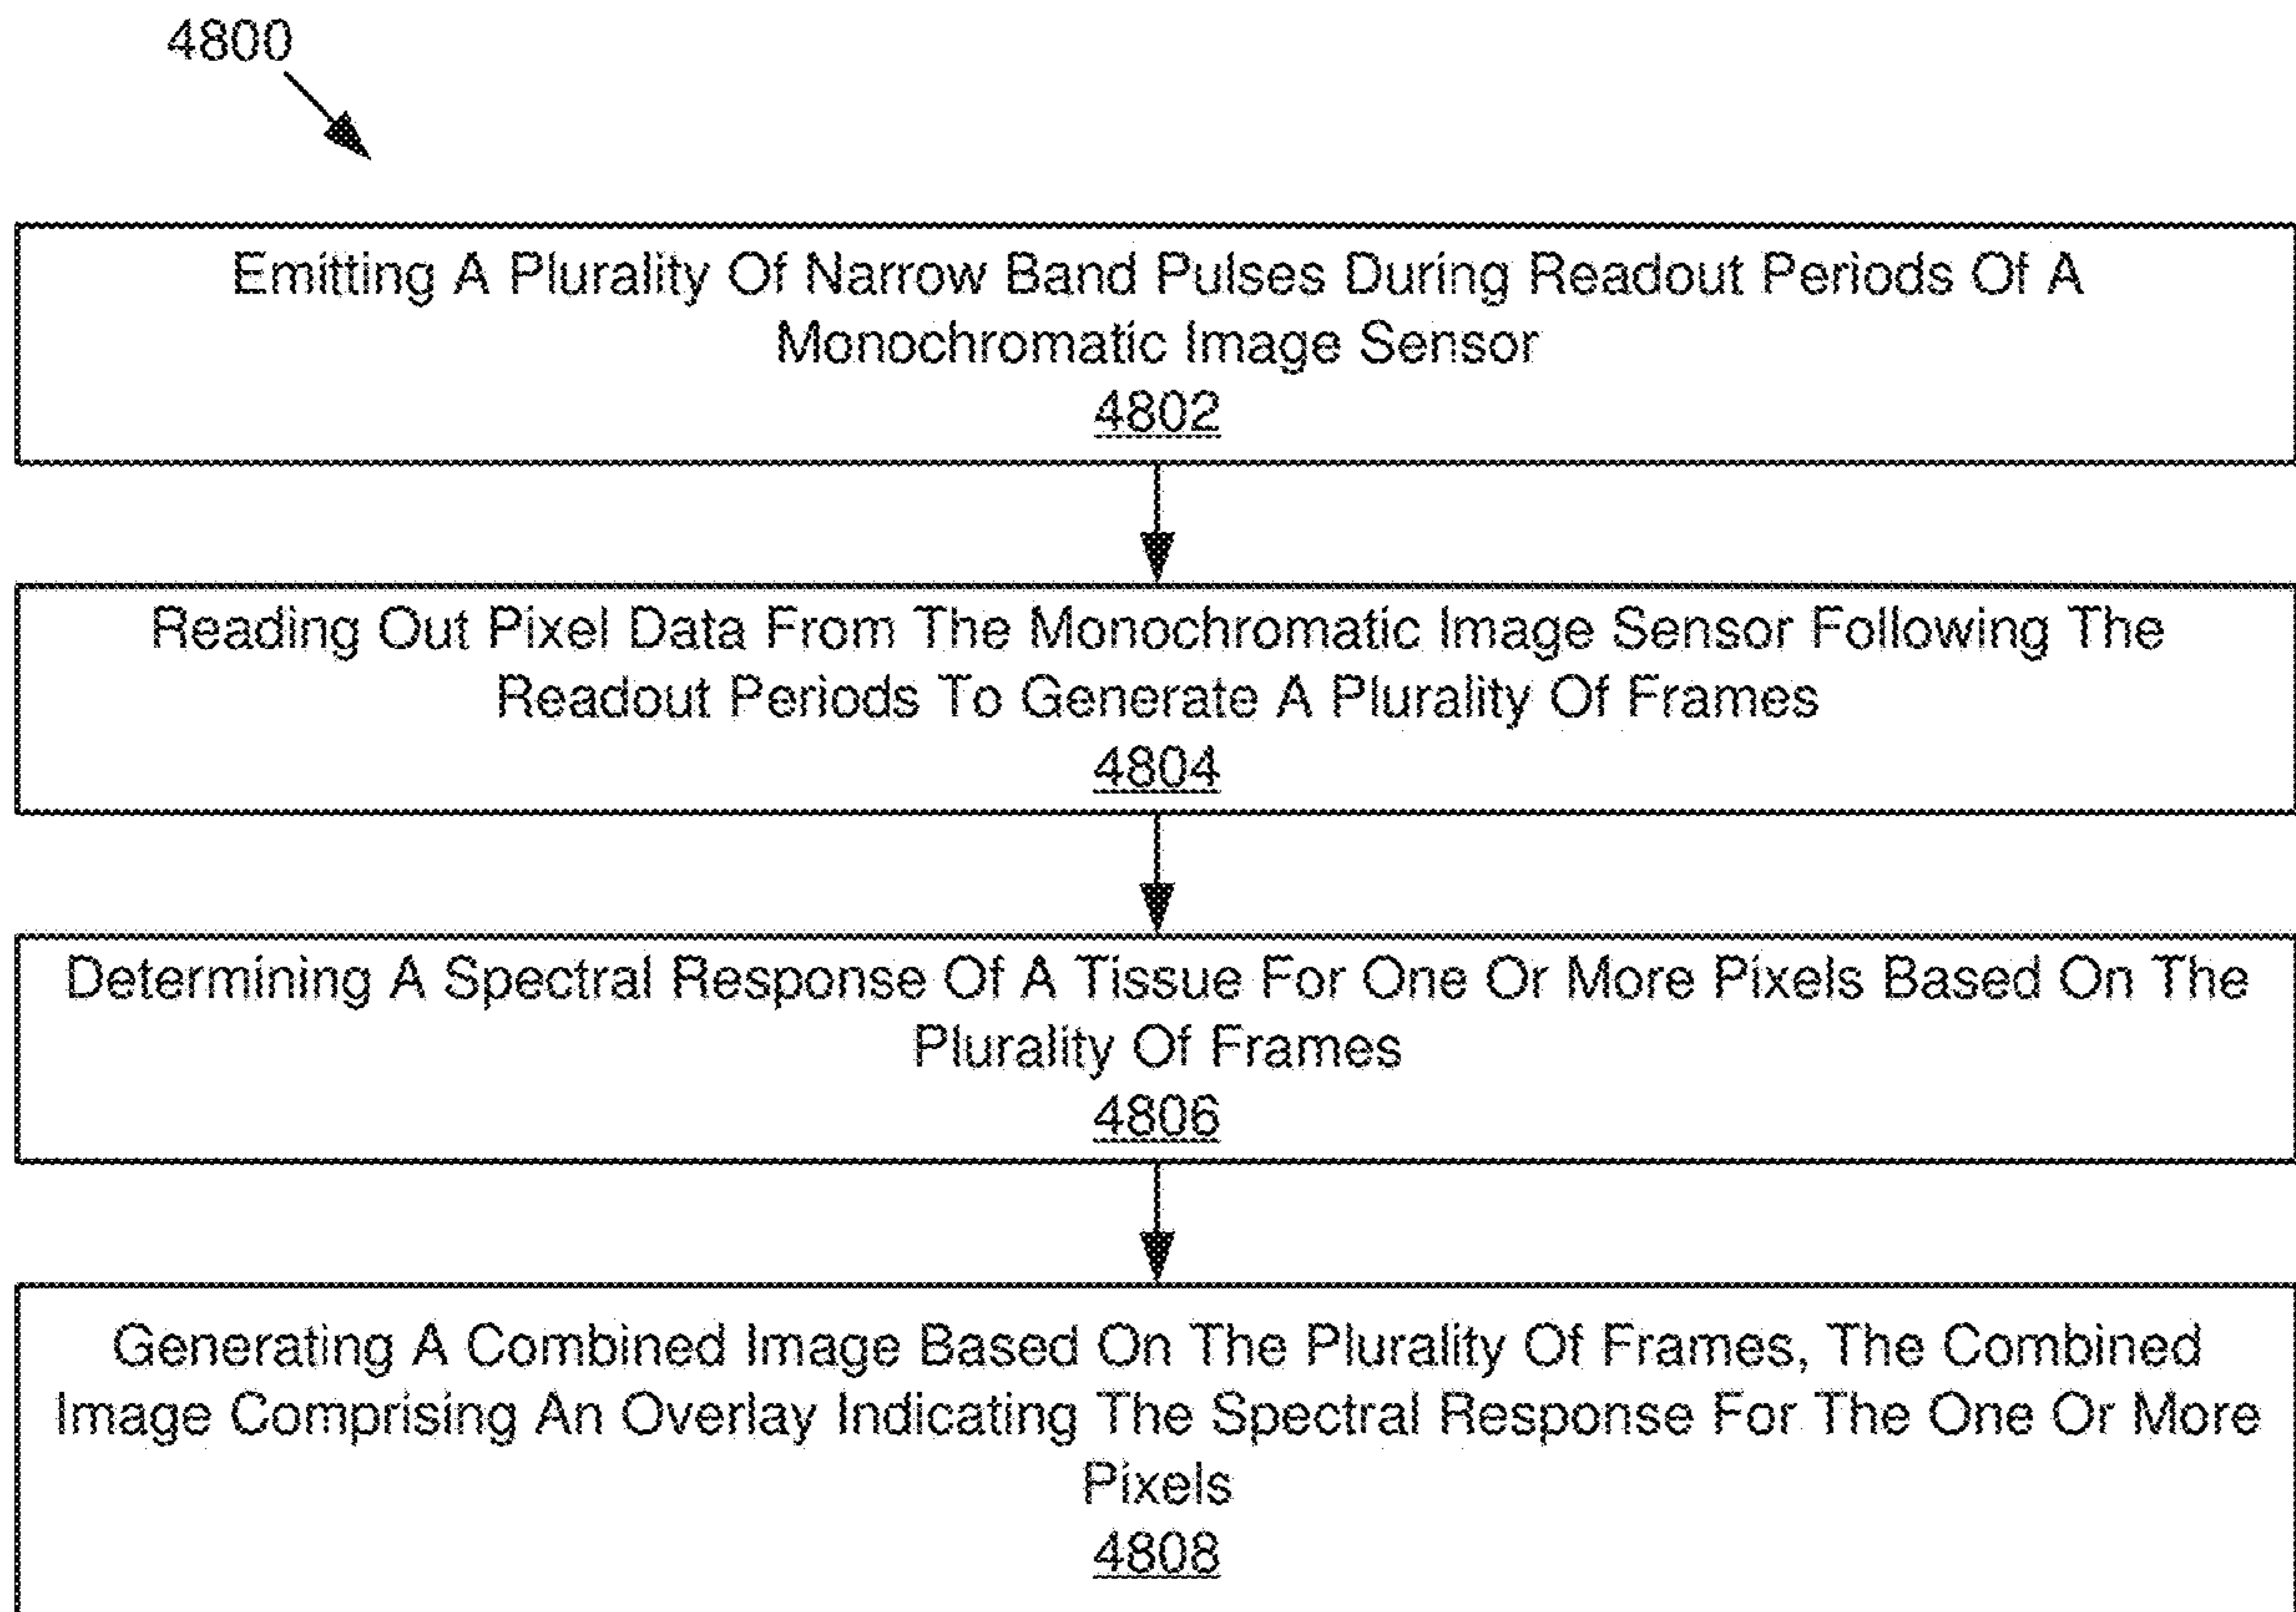 4800
Emitting A Plurality Of Narrow Band Pulses During Readout Periods Of A
Monochromatic Image Sensor
4802
Reading Out Pixel Data From The Monochromatic Image Sensor Following The
Readout Periods To Generate A Plurality Of Frames
4804
Determining A Spectral Response Of A Tissue For One Or More Pixels Based On The
Plurality Of Frames
4806
Generating A Combined Image Based On The Plurality Of Frames, The Combined
Image Comprising An Overlay Indicating The Spectral Response For The One Or More
Pixels
4808